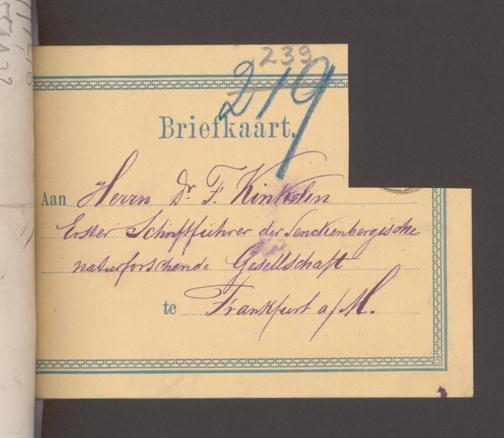 239
219
Briefkaart.
Aan Herrn Dr. F. Kinkelin
Erster Schriftführer der Senckenbergische
naturforschende Gesellschaft
te Frankfurt a/M.